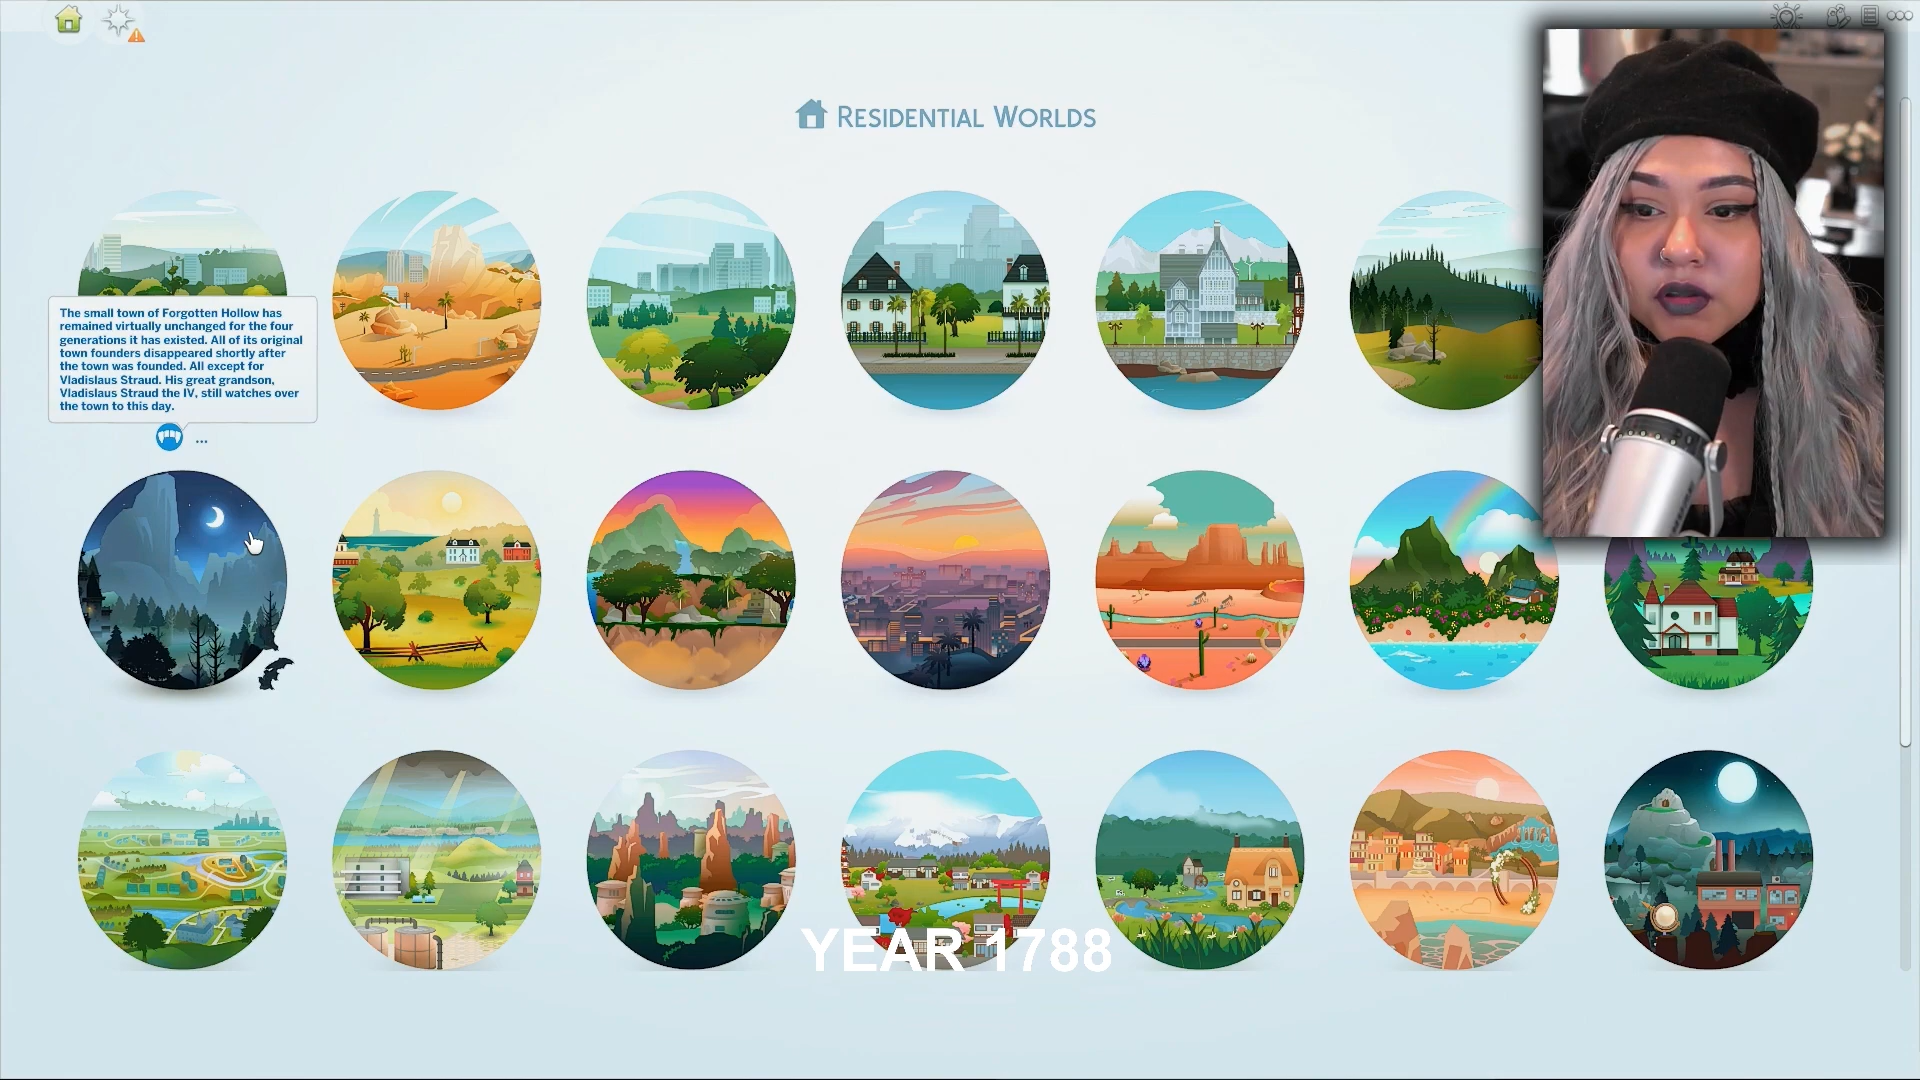 RESIDENTIAL WORLDS
The small town of Forgotten Hollow has
remained virtually unchanged for the four
generations it has existed. All of its original
town founders disappeared shortly after
the town was founded. All except for
Vladislaus Straud. His great grandson,
Vladislaus Straud the IV, still watches over
the town to this day.
...
YEAR 1788